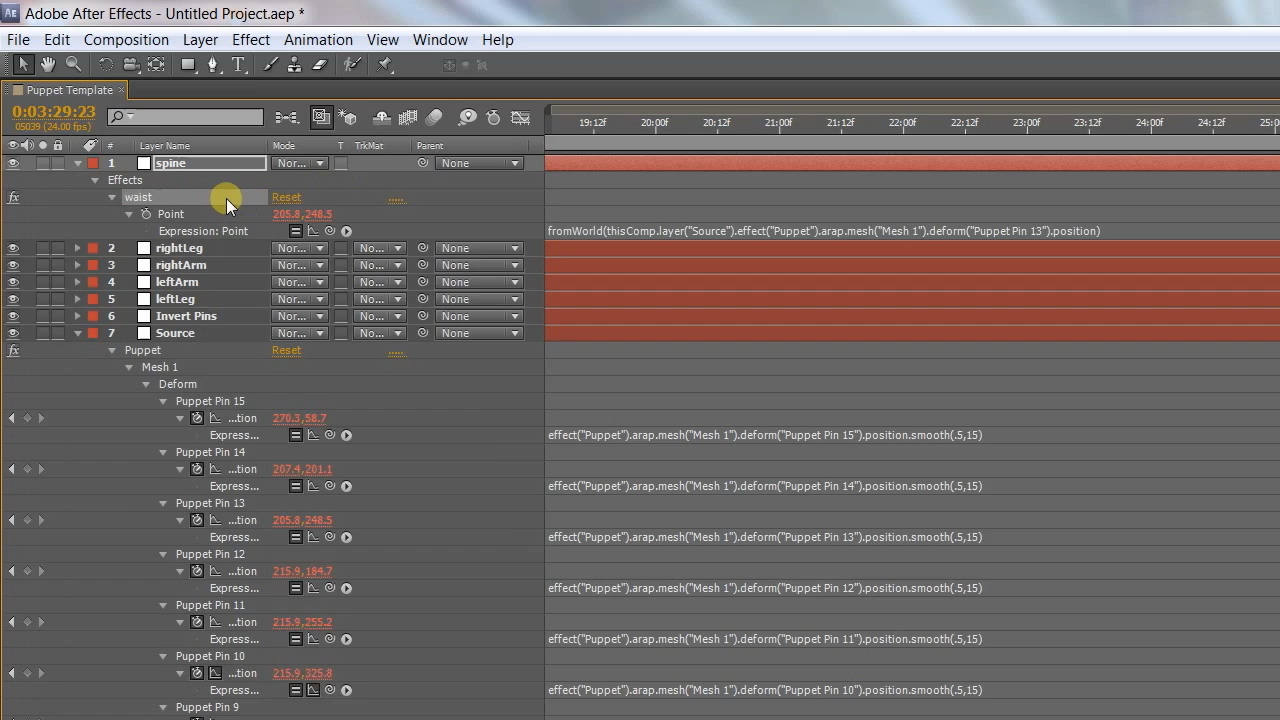 Ae Adobe After Effects - Untitled Project.aep *
File Edit Composition Layer Effect Animation View Window Help
Puppet Template ×
0:03:29:23
05039 (24.00 fps)
19:12f 20:00f 20:12f 21:00f 21:12f 22:00f 22:12f 23:00f 23:12f 24:00f 24:12f 25:0
# Layer Name Mode T TrkMat Parent
1 spine Nor... None
Effects
fx waist Reset .....
Point 205.8,248.5
Expression: Point fromWorld(thisComp.layer("Source").effect("Puppet").arap.mesh("Mesh 1").deform("Puppet Pin 13").position)
2 rightLeg Nor... No... None
3 rightArm Nor... No... None
4 leftArm Nor... No... None
5 leftLeg Nor... No... None
6 Invert Pins Nor... No... None
7 Source Nor... No... None
fx Puppet Reset .....
Mesh 1
Deform
Puppet Pin 15
...tion 270.3,58.7
Express... effect("Puppet").arap.mesh("Mesh 1").deform("Puppet Pin 15").position.smooth(.5,15)
Puppet Pin 14
...tion 207.4,201.1
Express... effect("Puppet").arap.mesh("Mesh 1").deform("Puppet Pin 14").position.smooth(.5,15)
Puppet Pin 13
...tion 205.8,248.5
Express... effect("Puppet").arap.mesh("Mesh 1").deform("Puppet Pin 13").position.smooth(.5,15)
Puppet Pin 12
...tion 215.9,184.7
Express... effect("Puppet").arap.mesh("Mesh 1").deform("Puppet Pin 12").position.smooth(.5,15)
Puppet Pin 11
...tion 215.9,255.2
Express... effect("Puppet").arap.mesh("Mesh 1").deform("Puppet Pin 11").position.smooth(.5,15)
Puppet Pin 10
...tion 215.9,325.8
Express... effect("Puppet").arap.mesh("Mesh 1").deform("Puppet Pin 10").position.smooth(.5,15)
Puppet Pin 9